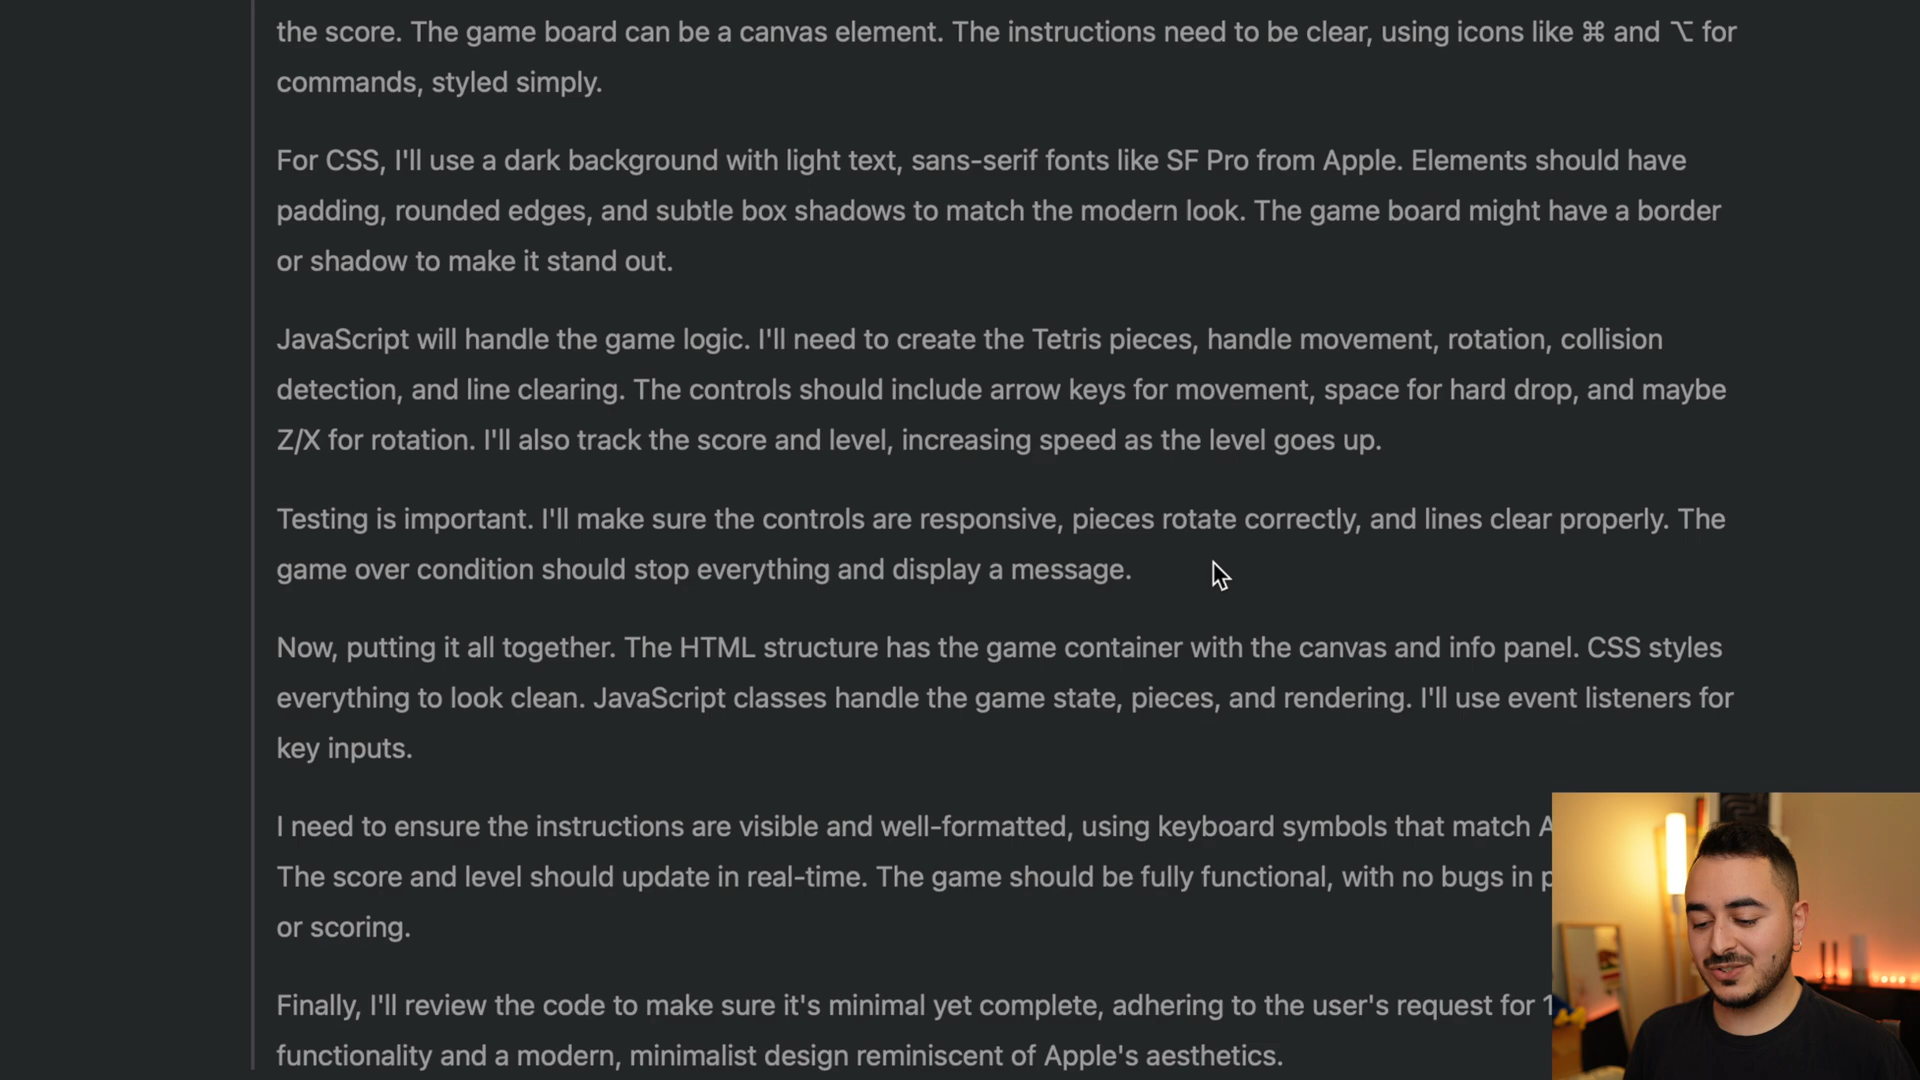 the score. The game board can be a canvas element. The instructions need to be clear, using icons like ⌘ and ⌥ for
commands, styled simply.
For CSS, I'll use a dark background with light text, sans-serif fonts like SF Pro from Apple. Elements should have
padding, rounded edges, and subtle box shadows to match the modern look. The game board might have a border
or shadow to make it stand out.
JavaScript will handle the game logic. I'll need to create the Tetris pieces, handle movement, rotation, collision
detection, and line clearing. The controls should include arrow keys for movement, space for hard drop, and maybe
Z/X for rotation. I'll also track the score and level, increasing speed as the level goes up.
Testing is important. I'll make sure the controls are responsive, pieces rotate correctly, and lines clear properly. The
game over condition should stop everything and display a message.
Now, putting it all together. The HTML structure has the game container with the canvas and info panel. CSS styles
everything to look clean. JavaScript classes handle the game state, pieces, and rendering. I'll use event listeners for
key inputs.
I need to ensure the instructions are visible and well-formatted, using keyboard symbols that match
The score and level should update in real-time. The game should be fully functional, with no bugs in
or scoring.
Finally, I'll review the code to make sure it's minimal yet complete, adhering to the user's request for
functionality and a modern, minimalist design reminiscent of Apple's aesthetics.